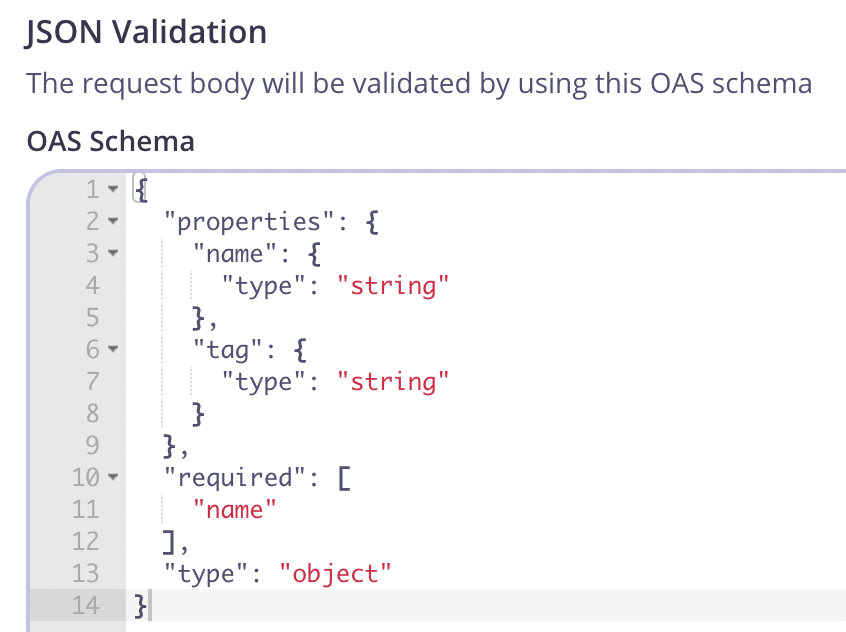 JSON Validation
The request body will be validated by using this OAS schema
OAS Schema
1 {
2   "properties": {
3     "name": {
4       "type": "string"
5     },
6     "tag": {
7       "type": "string"
8     }
9   },
10   "required": [
11     "name"
12   ],
13   "type": "object"
14 }